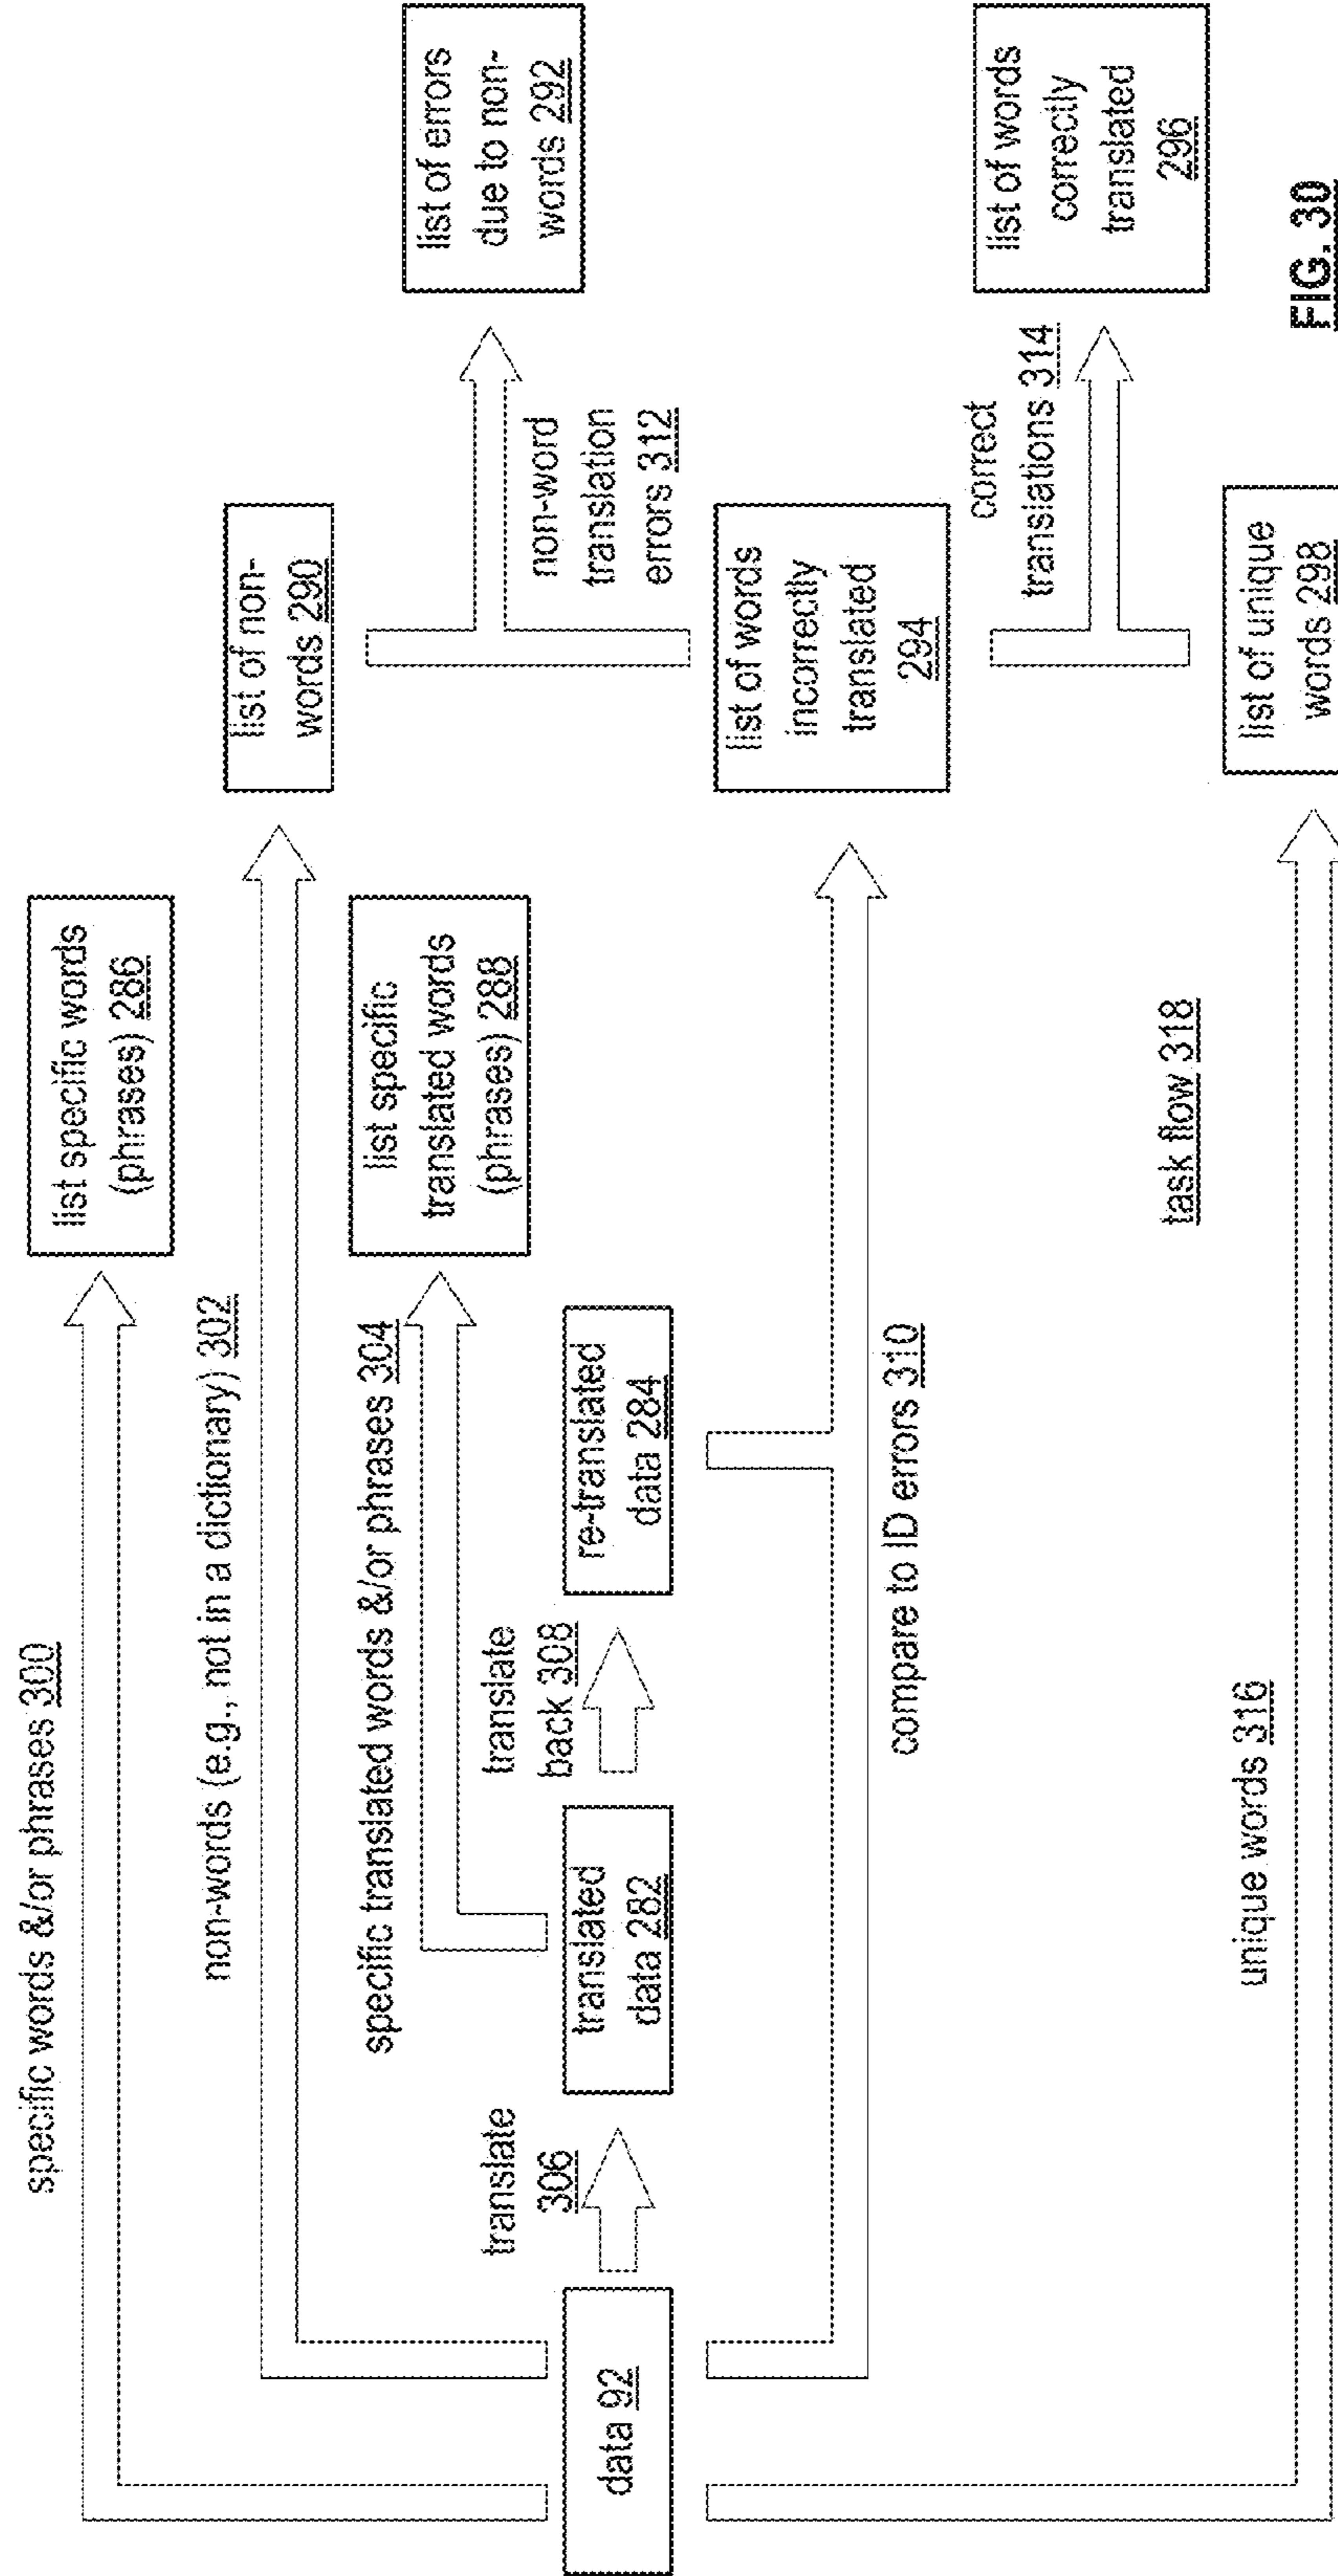 specific words &/or phrases 300
list specific words
(phrases) 286
non-words (e.g., not in a dictionary) 302
list of non-
words 290
specific translated words &/or phrases 304
list specific
translated words
(phrases) 288
list of errors
due to non-
words 292
non-word
translation
errors 312
translate
306
translate
back 308
data 92
translated
data 282
re-translated
data 284
list of words
incorrectly
translated
294
compare to ID errors 310
correct
translations 314
list of words
correctly
translated
296
task flow 318
unique words 316
list of unique
words 298
FIG. 30